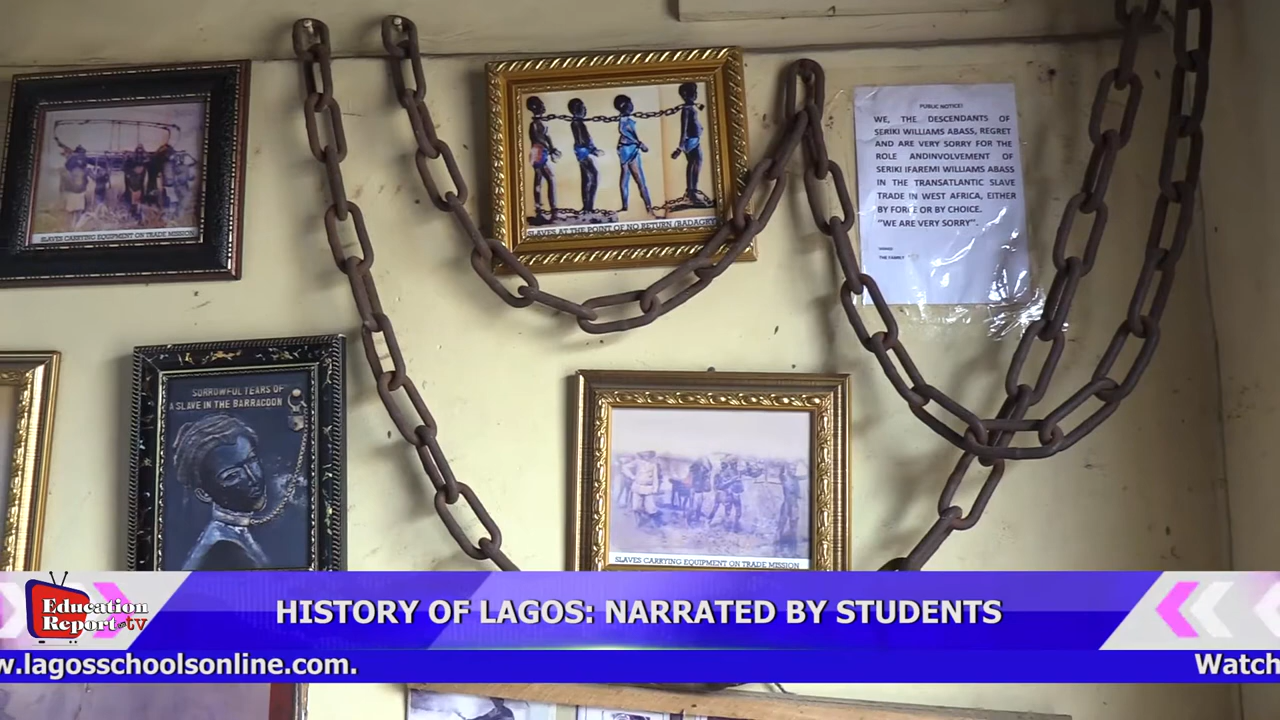 PUBLIC NOTICE!
WE, THE DESCENDANTS OF
SERIKI WILLIAMS ABASS, REGRET
AND ARE VERY SORRY FOR THE
ROLE ANDINVOLVEMENT OF
SERIKI IFAREMI WILLIAMS ABASS
IN THE TRANSATLANTIC SLAVE
TRADE IN WEST AFRICA, EITHER
BY FORCE OR BY CHOICE.
"WE ARE VERY SORRY".
SIGNED
THE FAMILY
SLAVES CARRYING EQUIPMENT ON TRADE MISSION
SLAVES AT THE POINT OF NO RETURN (BADAGRY
SORROWFUL TEARS OF
A SLAVE IN THE BARRACOON
SLAVES CARRYING EQUIPMENT ON TRADE MISSION
Education
Report.tv
HISTORY OF LAGOS: NARRATED BY STUDENTS
w.lagosschoolsonline.com.
Watch